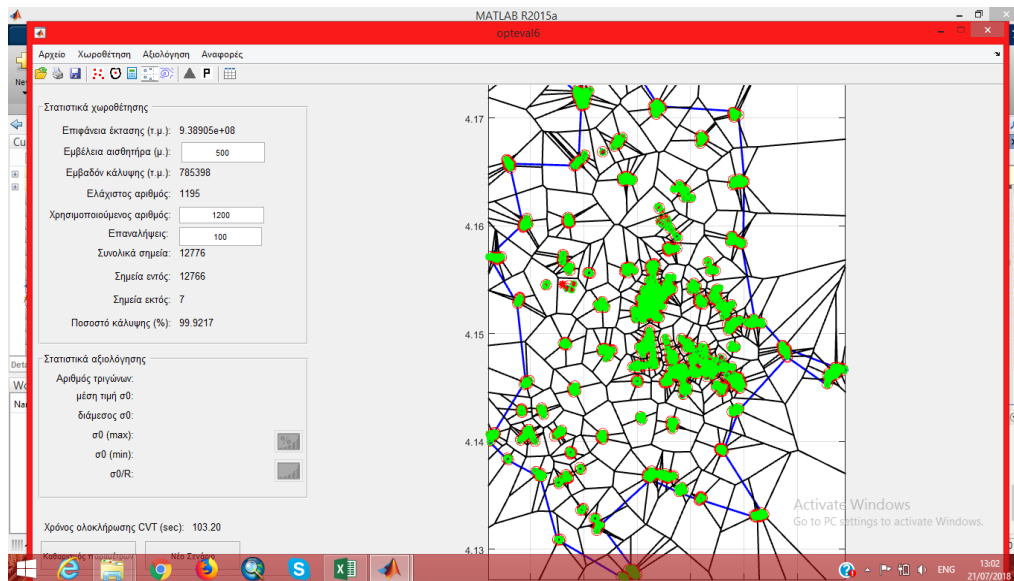 MATLAB R2015a
opteval6
Αρχείο Χωροθέτηση Αξιολόγηση Αναφορές
P
Στατιστικά χωροθέτησης
Επιφάνεια έκτασης (τ.μ.): 9.38905e+08
Εμβέλεια αισθητήρα (μ.): 500
Εμβαδόν κάλυψης (τ.μ.): 785398
Ελάχιστος αριθμός: 1195
Χρησιμοποιούμενος αριθμός: 1200
Επαναλήψεις: 100
Συνολικά σημεία: 12776
Σημεία εντός: 12766
Σημεία εκτός: 7
Ποσοστό κάλυψης (%): 99.9217
Στατιστικά αξιολόγησης
Αριθμός τριγώνων:
μέση τιμή σ0:
διάμεσος σ0:
σ0 (max):
σ0 (min):
σ0/R:
Χρόνος ολοκλήρωσης CVT (sec): 103.20
Καθαρισμός παραμέτρων Νέο Σενάριο
4.17
4.16
4.15
4.14
4.13
Activate Windows
Go to PC settings to activate Windows.
ENG
13:02
21/07/2018